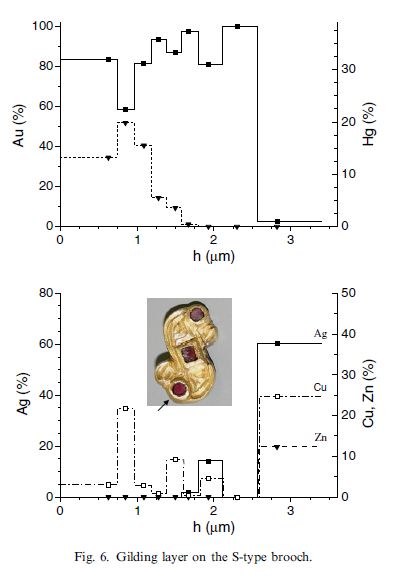 100
80
60
40
20
0
Au (%)
30
20
10
0
Hg (%)
0 1 2 3
h (μm)
80
60
40
20
0
Ag (%)
50
40
30
20
10
0
Cu, Zn (%)
Ag
Cu
Zn
0 1 2 3
h (μm)
Fig. 6. Gilding layer on the S-type brooch.